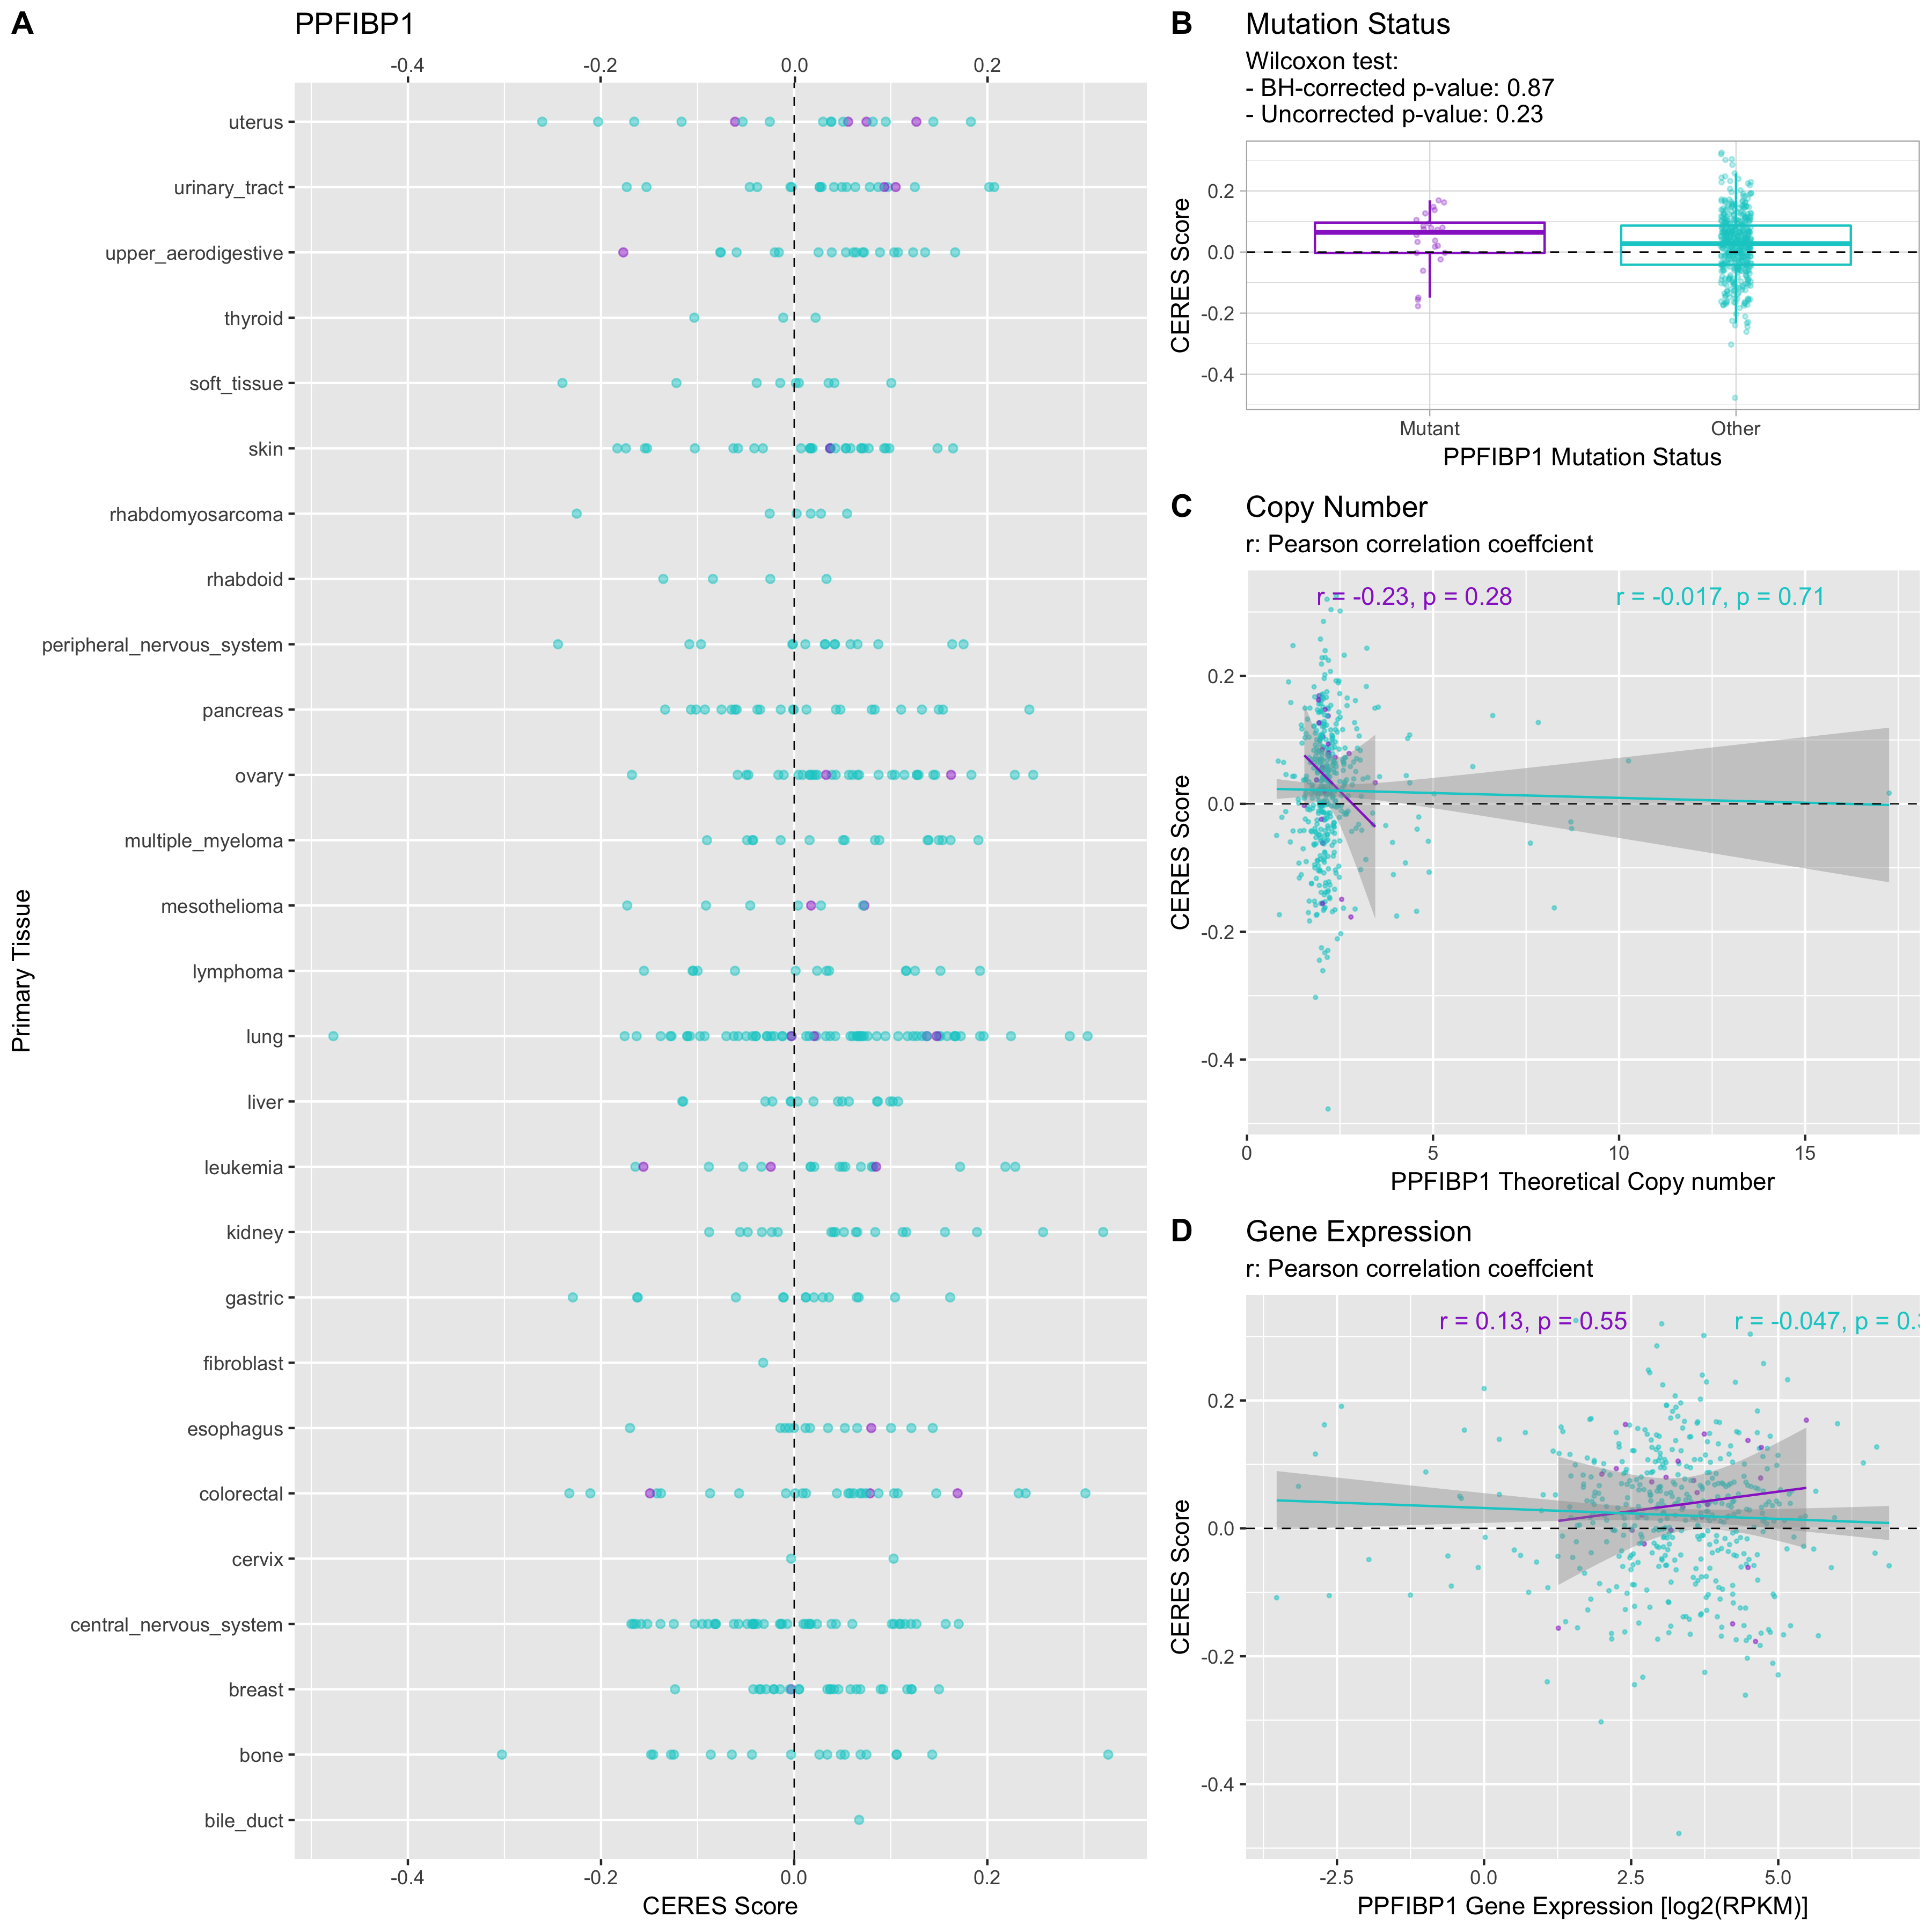 A
PPFIBP1
-0.4
-0.2
0.0
0.2
uterus
urinary_tract
upper_aerodigestive
thyroid
soft_tissue
skin
rhabdomyosarcoma
rhabdoid
peripheral_nervous_system
pancreas
ovary
multiple_myeloma
mesothelioma
lymphoma
lung
liver
leukemia
kidney
gastric
fibroblast
esophagus
colorectal
cervix
central_nervous_system
breast
bone
bile_duct
Primary Tissue
-0.4
-0.2
0.0
0.2
CERES Score
B
Mutation Status
Wilcoxon test:
- BH-corrected p-value: 0.87
- Uncorrected p-value: 0.23
CERES Score
0.2
0.0
-0.2
-0.4
Mutant
Other
PPFIBP1 Mutation Status
C
Copy Number
r: Pearson correlation coeffcient
r = -0.23, p = 0.28
r = -0.017, p = 0.71
CERES Score
0.2
0.0
-0.2
-0.4
0
5
10
15
PPFIBP1 Theoretical Copy number
D
Gene Expression
r: Pearson correlation coeffcient
r = 0.13, p = 0.55
r = -0.047, p = 0.
CERES Score
0.2
0.0
-0.2
-0.4
-2.5
0.0
2.5
5.0
PPFIBP1 Gene Expression [log2(RPKM)]